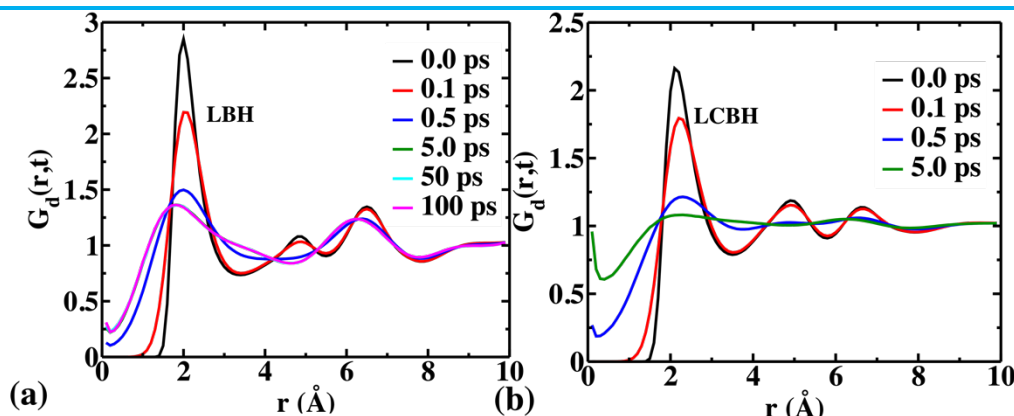 3
2.5
2
1.5
1
0.5
0
G_d(r,t)
LBH
0.0 ps
0.1 ps
0.5 ps
5.0 ps
50 ps
100 ps
0 2 4 6 8 10
(a) r (Å)
2.5
2
1.5
1
0.5
0
G_d(r,t)
LCBH
0.0 ps
0.1 ps
0.5 ps
5.0 ps
0 2 4 6 8 10
(b) r (Å)